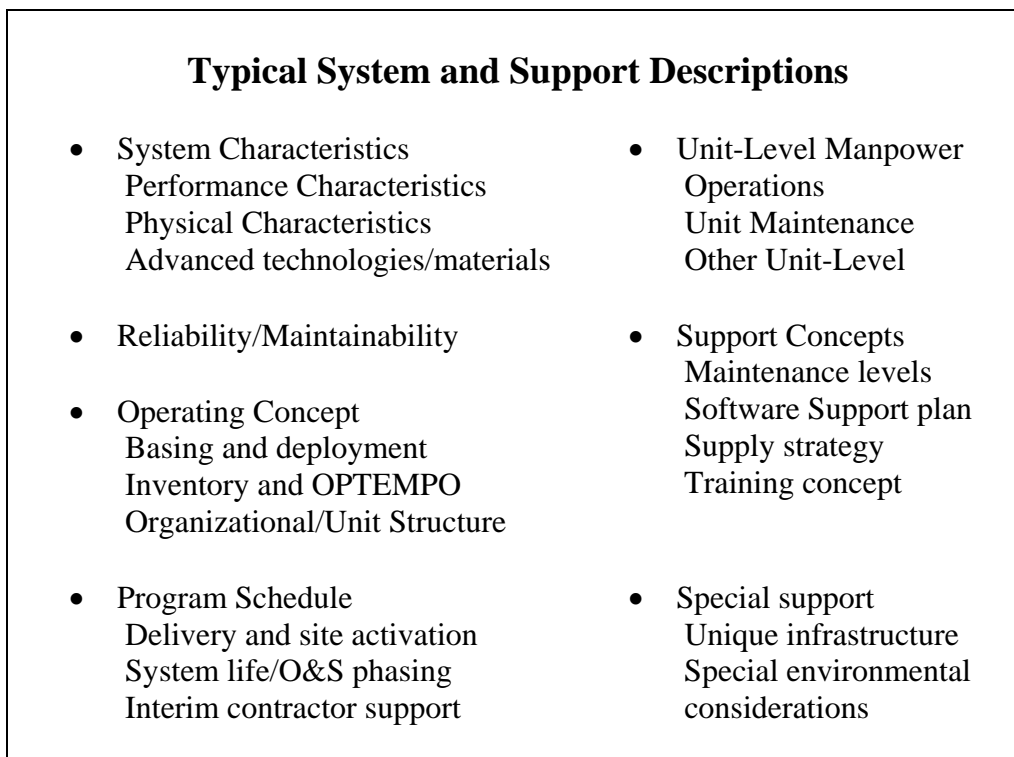 Typical System and Support Descriptions
• System Characteristics
Performance Characteristics
Physical Characteristics
Advanced technologies/materials
• Reliability/Maintainability
• Operating Concept
Basing and deployment
Inventory and OPTEMPO
Organizational/Unit Structure
• Program Schedule
Delivery and site activation
System life/O&S phasing
Interim contractor support
• Unit-Level Manpower
Operations
Unit Maintenance
Other Unit-Level
• Support Concepts
Maintenance levels
Software Support plan
Supply strategy
Training concept
• Special support
Unique infrastructure
Special environmental
considerations